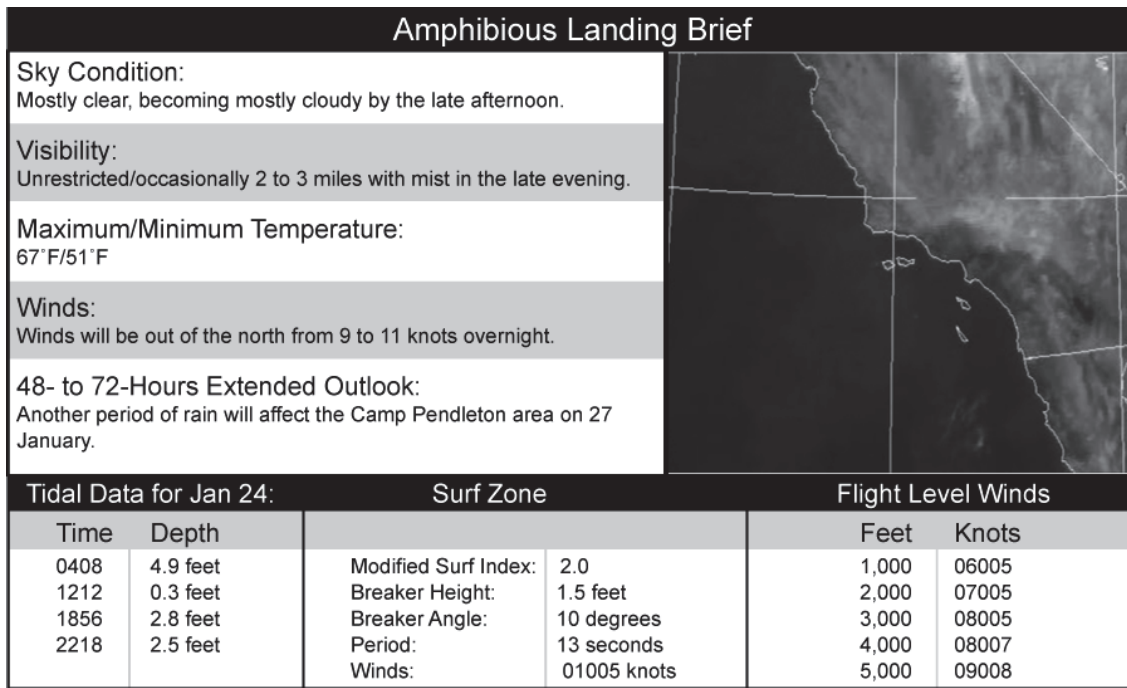 Amphibious Landing Brief
Sky Condition:
Mostly clear, becoming mostly cloudy by the late afternoon.
Visibility:
Unrestricted/occasionally 2 to 3 miles with mist in the late evening.
Maximum/Minimum Temperature:
67˚F/51˚F
Winds:
Winds will be out of the north from 9 to 11 knots overnight.
48- to 72-Hours Extended Outlook:
Another period of rain will affect the Camp Pendleton area on 27
January.
Tidal Data for Jan 24:
Time Depth
0408 4.9 feet
1212 0.3 feet
1856 2.8 feet
2218 2.5 feet
Surf Zone
Modified Surf Index: 2.0
Breaker Height: 1.5 feet
Breaker Angle: 10 degrees
Period: 13 seconds
Winds: 01005 knots
Flight Level Winds
Feet Knots
1,000 06005
2,000 07005
3,000 08005
4,000 08007
5,000 09008